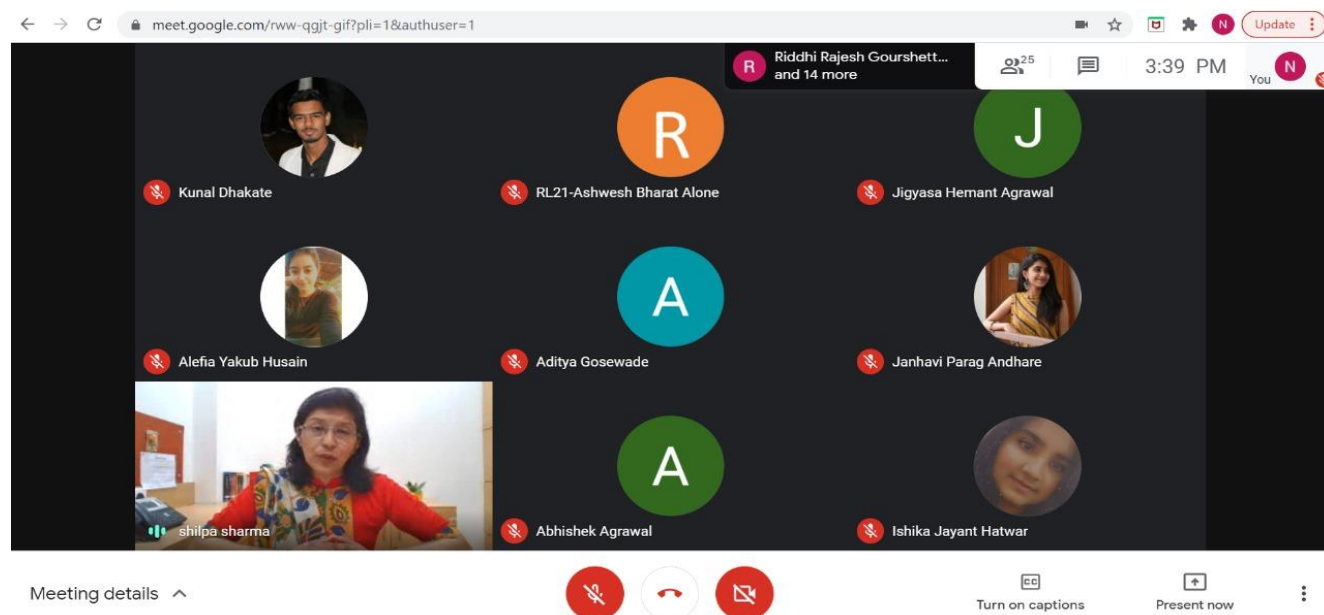 meet.google.com/rww-qgjt-gif?pli=1&authuser=1
N
Update
R
Riddhi Rajesh Gourshett...
and 14 more
25
3:39 PM
You
N
R
J
Kunal Dhakate
RL21-Ashwesh Bharat Alone
Jigyasa Hemant Agrawal
A
Alefia Yakub Husain
Aditya Gosewade
Janhavi Parag Andhare
A
shilpa sharma
Abhishek Agrawal
Ishika Jayant Hatwar
Meeting details
CC
Turn on captions
Present now